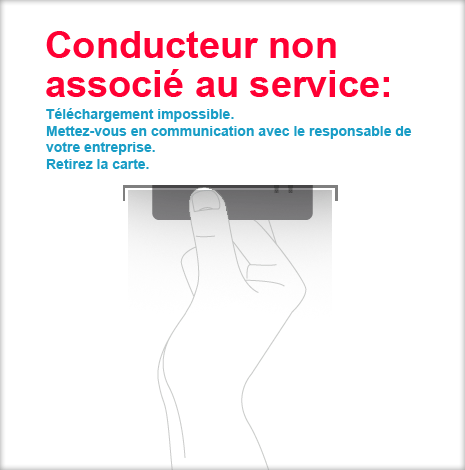 Conducteur non
associé au service:
Téléchargement impossible.
Mettez-vous en communication avec le responsable de
votre entreprise.
Retirez la carte.